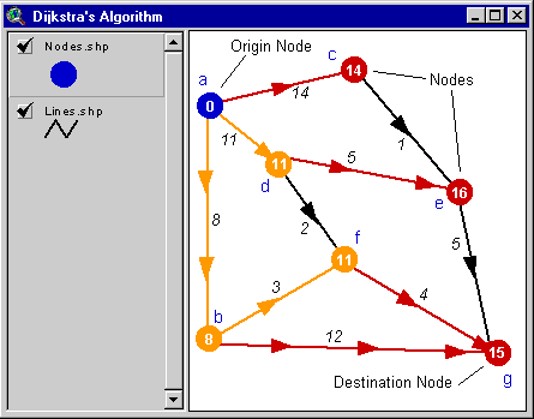 Dijkstra's Algorithm
Nodes.shp
Lines.shp
Origin Node
c
14
Nodes
a
0
14
11
1
11
5
d
e
16
8
2
5
f
11
3
4
b
8
12
15
Destination Node
g